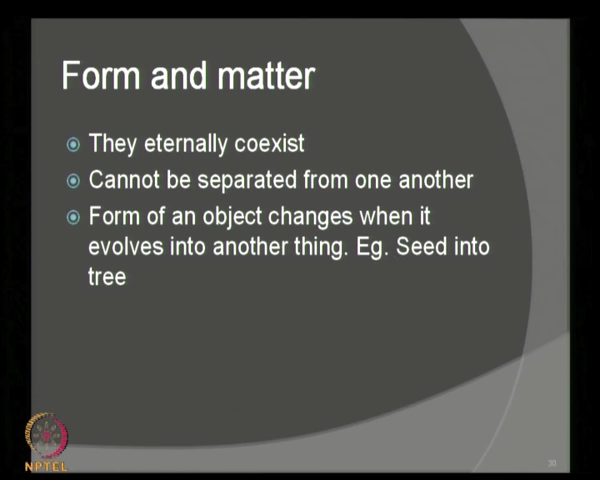 Form and matter
They eternally coexist
Cannot be separated from one another
Form of an object changes when it
evolves into another thing. Eg. Seed into
tree
NPTEL
30